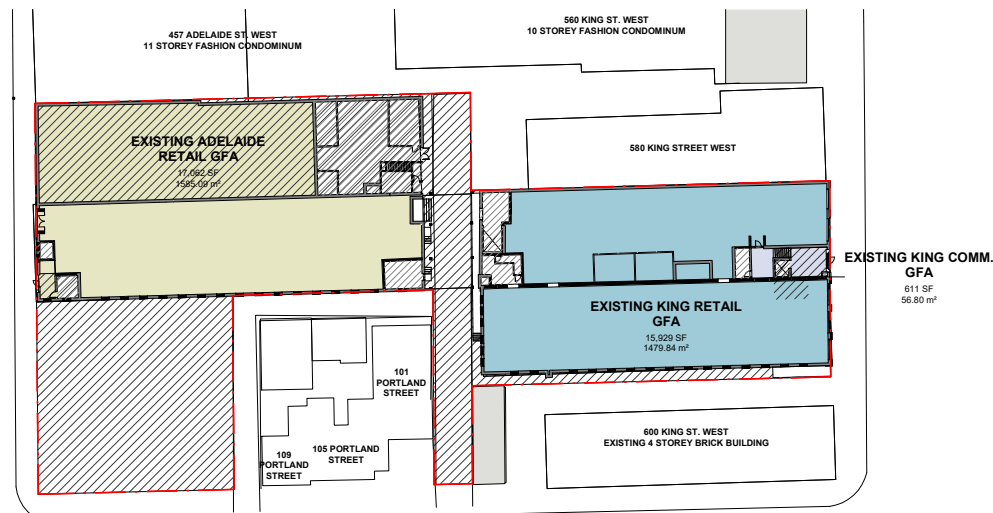 457 ADELAIDE ST. WEST
11 STOREY FASHION CONDOMINUM
560 KING ST. WEST
10 STOREY FASHION CONDOMINUM
EXISTING ADELAIDE
RETAIL GFA
17,062 SF
1585.09 m²
580 KING STREET WEST
EXISTING KING COMM.
GFA
611 SF
56.80 m²
EXISTING KING RETAIL
GFA
15,929 SF
1479.84 m²
101
PORTLAND
STREET
105 PORTLAND
STREET
109
PORTLAND
STREET
600 KING ST. WEST
EXISTING 4 STOREY BRICK BUILDING